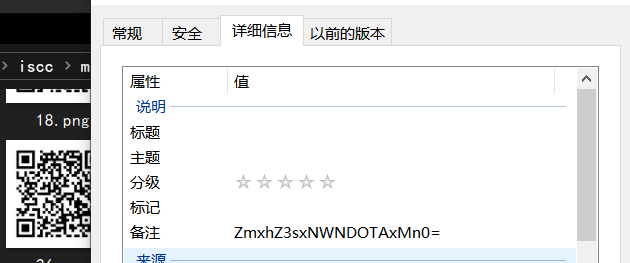 常规 安全 详细信息 以前的版本
> iscc > m
18.png
属性 值
说明
标题
主题
分级
标记
备注 ZmxhZ3sxNWNDOTAxMn0=
来源